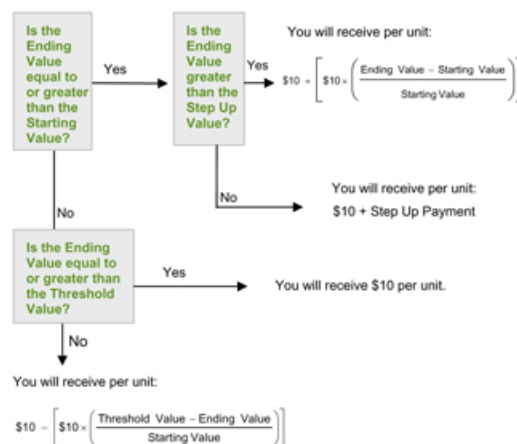 Is the
Ending
Value
equal to
or greater
than the
Starting
Value?
Yes
Is the
Ending
Value
greater
than the
Step Up
Value?
Yes
You will receive per unit:
$10 + [ $10 × ( Ending Value – Starting Value
Starting Value ) ]
No
You will receive per unit:
$10 + Step Up Payment
No
Is the Ending
Value equal to
or greater than
the Threshold
Value?
Yes
You will receive $10 per unit.
No
You will receive per unit:
$10 – [ $10 × ( Threshold Value – Ending Value
Starting Value ) ]